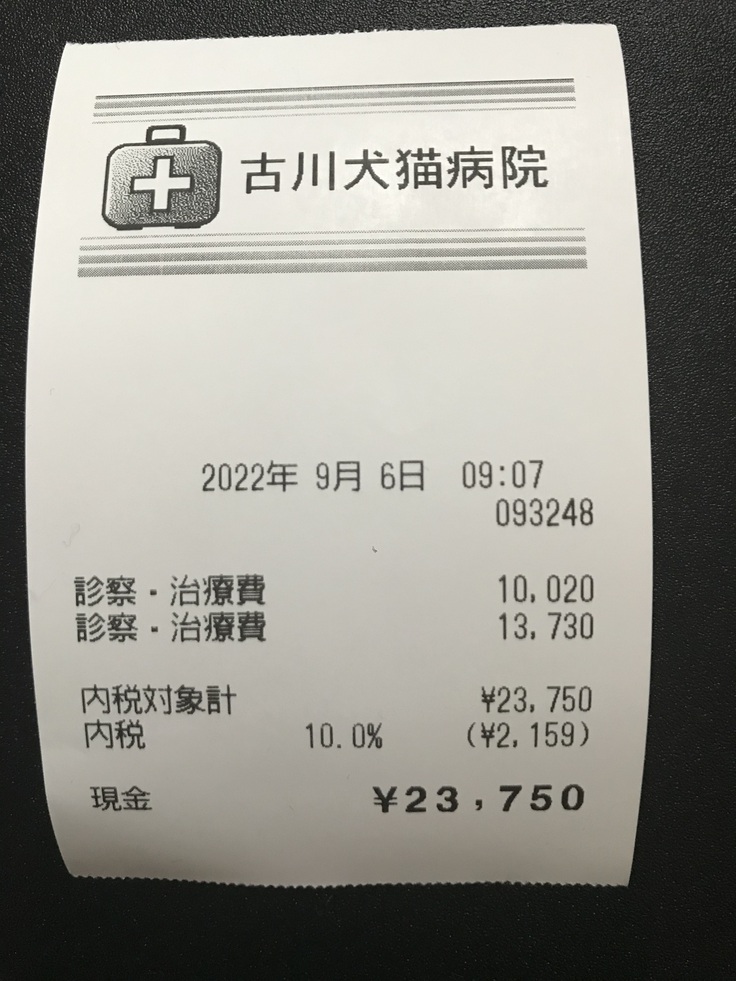 古川犬猫病院
2022年 9月 6日 09:07
093248
診察・治療費 10,020
診察・治療費 13,730
内税対象計 ¥23,750
内税 10.0% (¥2,159)
現金 ¥23,750